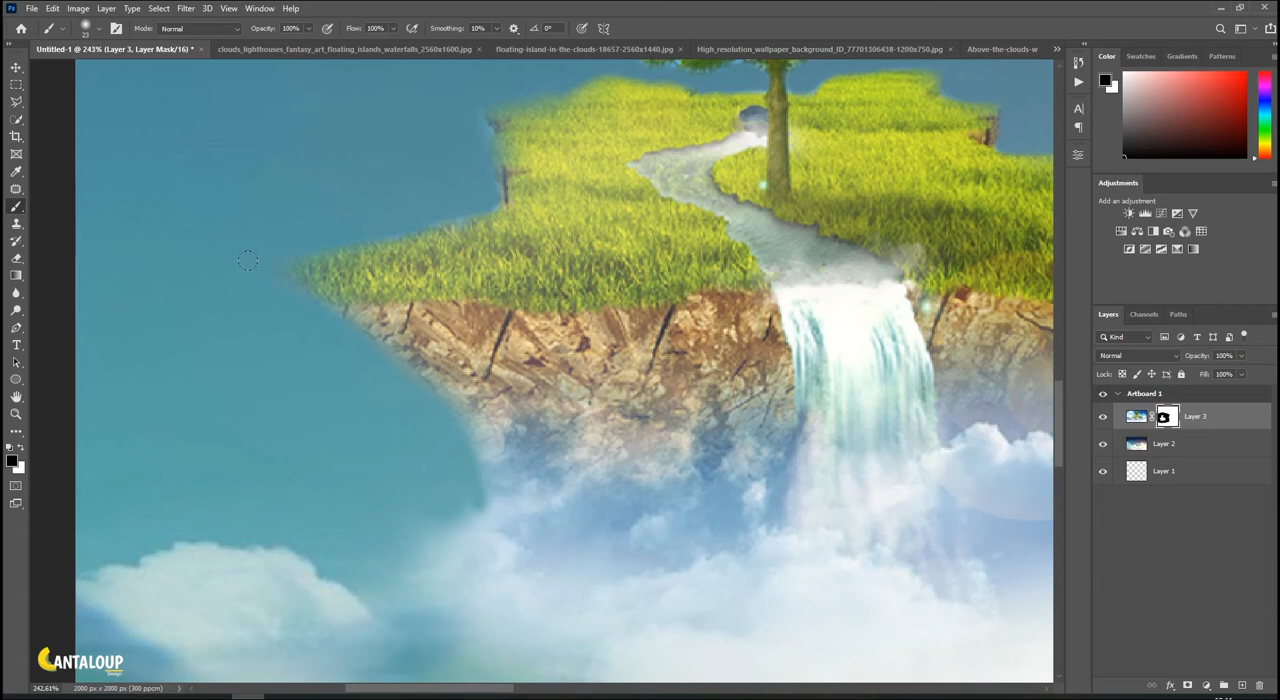 File Edit Image Layer Type Select Filter 3D View Window Help
23 Mode: Normal Opacity: 100% Flow: 100% Smoothing: 10% 0°
Untitled-1 @ 243% (Layer 3, Layer Mask/16) * × clouds_lighthouses_fantasy_art_floating_islands_waterfalls_2560x1600.jpg × floating-island-in-the-clouds-18657-2560x1440.jpg × High_resolution_wallpaper_background_ID_77701306438-1200x750.jpg × Above-the-clouds-w
Color Swatches Gradients Patterns
Adjustments
Add an adjustment
Layers Channels Paths
Kind
Normal Opacity: 100%
Lock: Fill: 100%
Artboard 1
Layer 3
Layer 2
Layer 1
CANTALOUP
Design
242,61% 2000 px x 2000 px (300 ppcm)